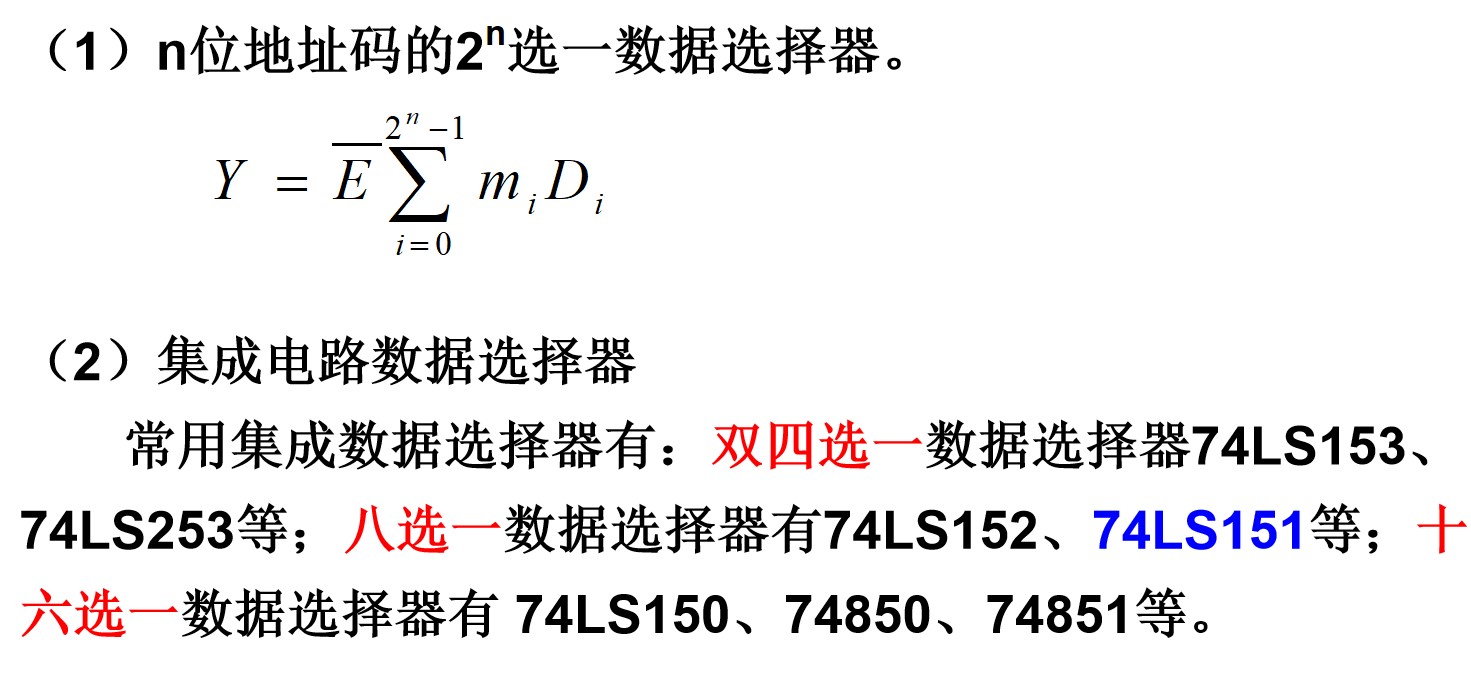 （1）n位地址码的2ⁿ选一数据选择器。
Y = \overline{E} \sum_{i=0}^{2^n-1} m_i D_i
（2）集成电路数据选择器
常用集成数据选择器有：双四选一数据选择器74LS153、
74LS253等；八选一数据选择器有74LS152、74LS151等；十
六选一数据选择器有 74LS150、74850、74851等。